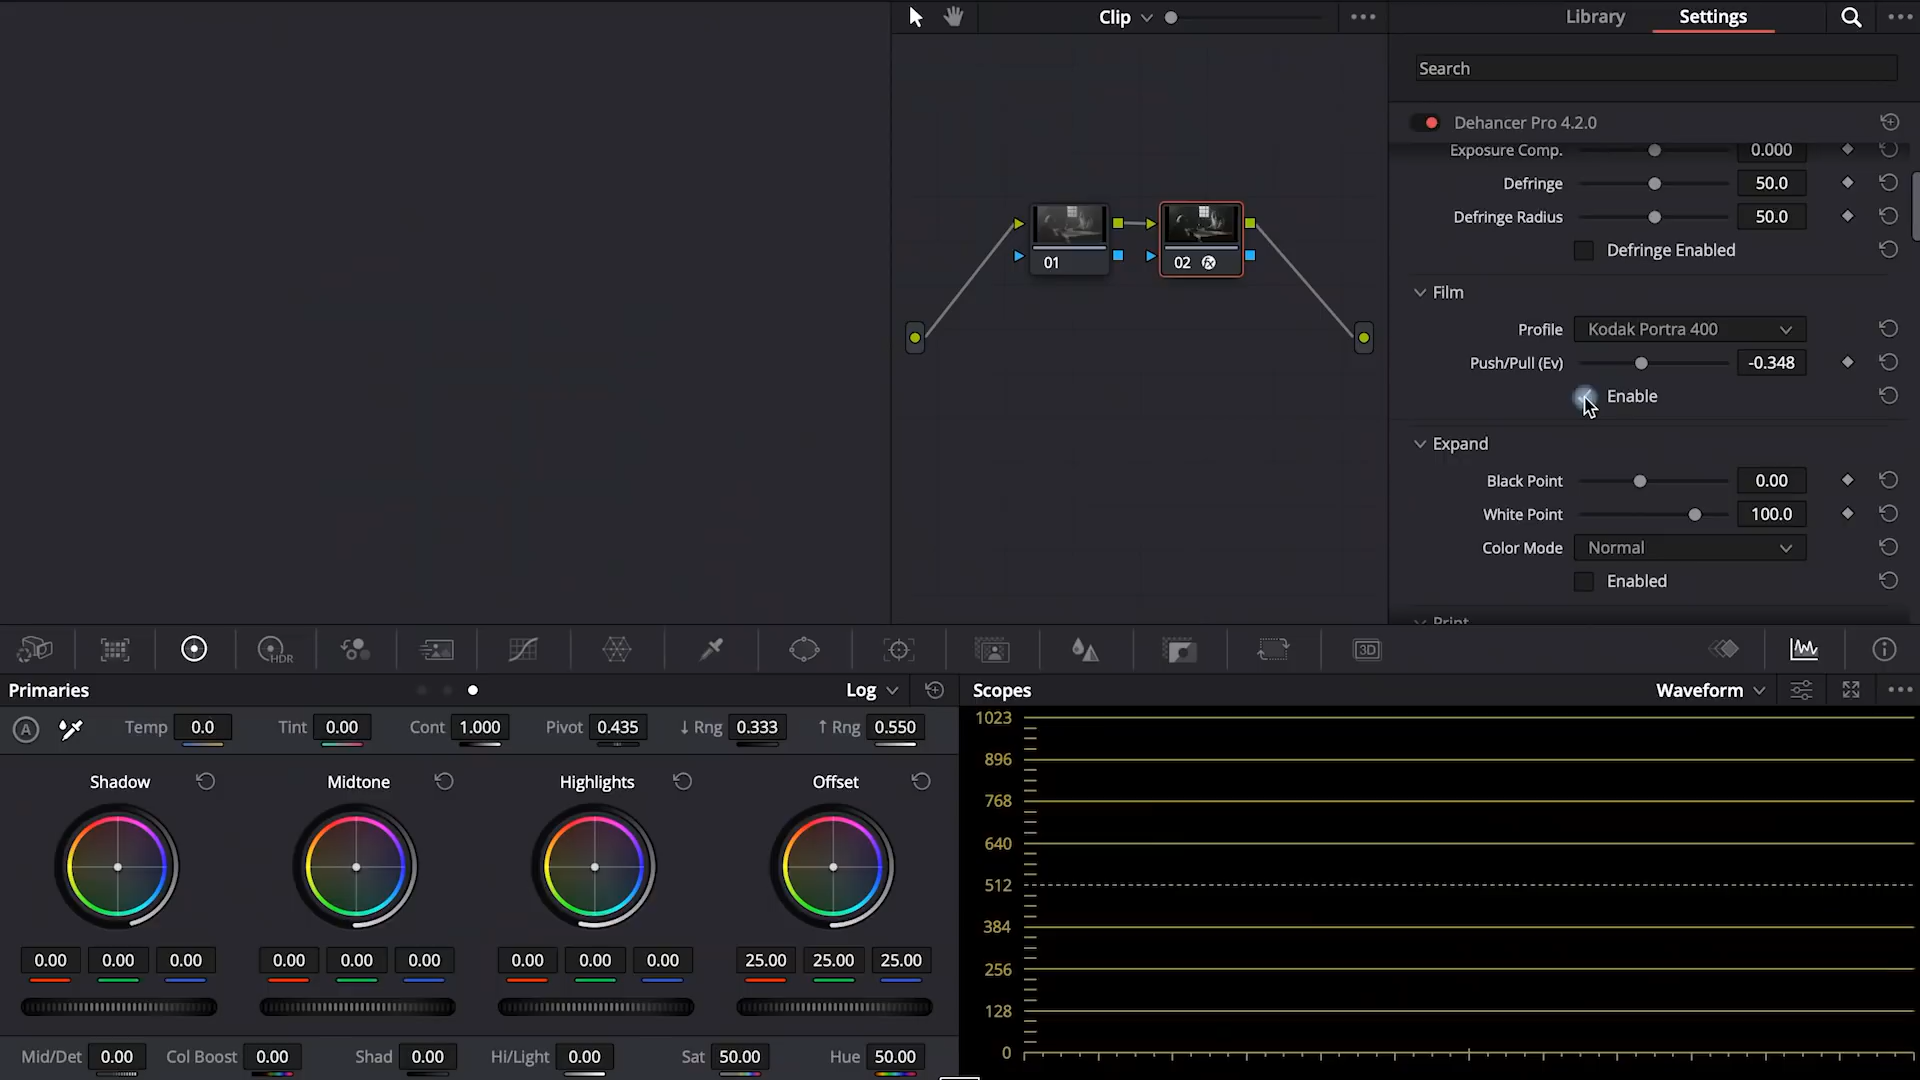 Clip
Library
Settings
Search
Dehancer Pro 4.2.0
Exposure Comp. 0.000
Defringe 50.0
Defringe Radius 50.0
Defringe Enabled
Film
Profile Kodak Portra 400
Push/Pull (Ev) -0.348
Enable
Expand
Black Point 0.00
White Point 100.0
Color Mode Normal
Enabled
Print
01
02
HDR
3D
Primaries
Log
A Temp 0.0 Tint 0.00 Cont 1.000 Pivot 0.435 ↓ Rng 0.333 ↑ Rng 0.550
Shadow Midtone Highlights Offset
0.00 0.00 0.00 0.00 0.00 0.00 0.00 0.00 0.00 25.00 25.00 25.00
Mid/Det 0.00 Col Boost 0.00 Shad 0.00 Hi/Light 0.00 Sat 50.00 Hue 50.00
Scopes
Waveform
1023
896
768
640
512
384
256
128
0